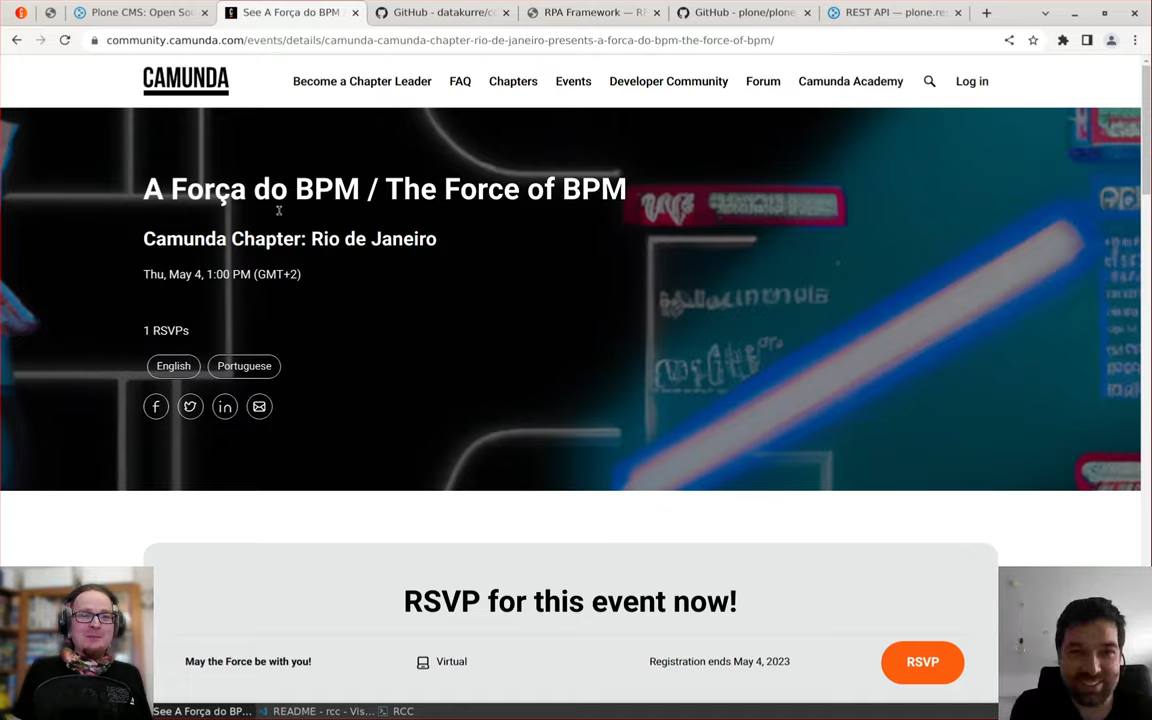 Plone CMS: Open Sou
See A Força do BPM /
GitHub - datakurre/c
RPA Framework — R
GitHub - plone/plone
REST API — plone.re
community.camunda.com/events/details/camunda-camunda-chapter-rio-de-janeiro-presents-a-forca-do-bpm-the-force-of-bpm/
CAMUNDA
Become a Chapter Leader
FAQ
Chapters
Events
Developer Community
Forum
Camunda Academy
Log in
A Força do BPM / The Force of BPM
Camunda Chapter: Rio de Janeiro
Thu, May 4, 1:00 PM (GMT+2)
1 RSVPs
English
Portuguese
RSVP for this event now!
May the Force be with you!
Virtual
Registration ends May 4, 2023
RSVP
See A Força do BP...
README - rcc - Vis...
RCC